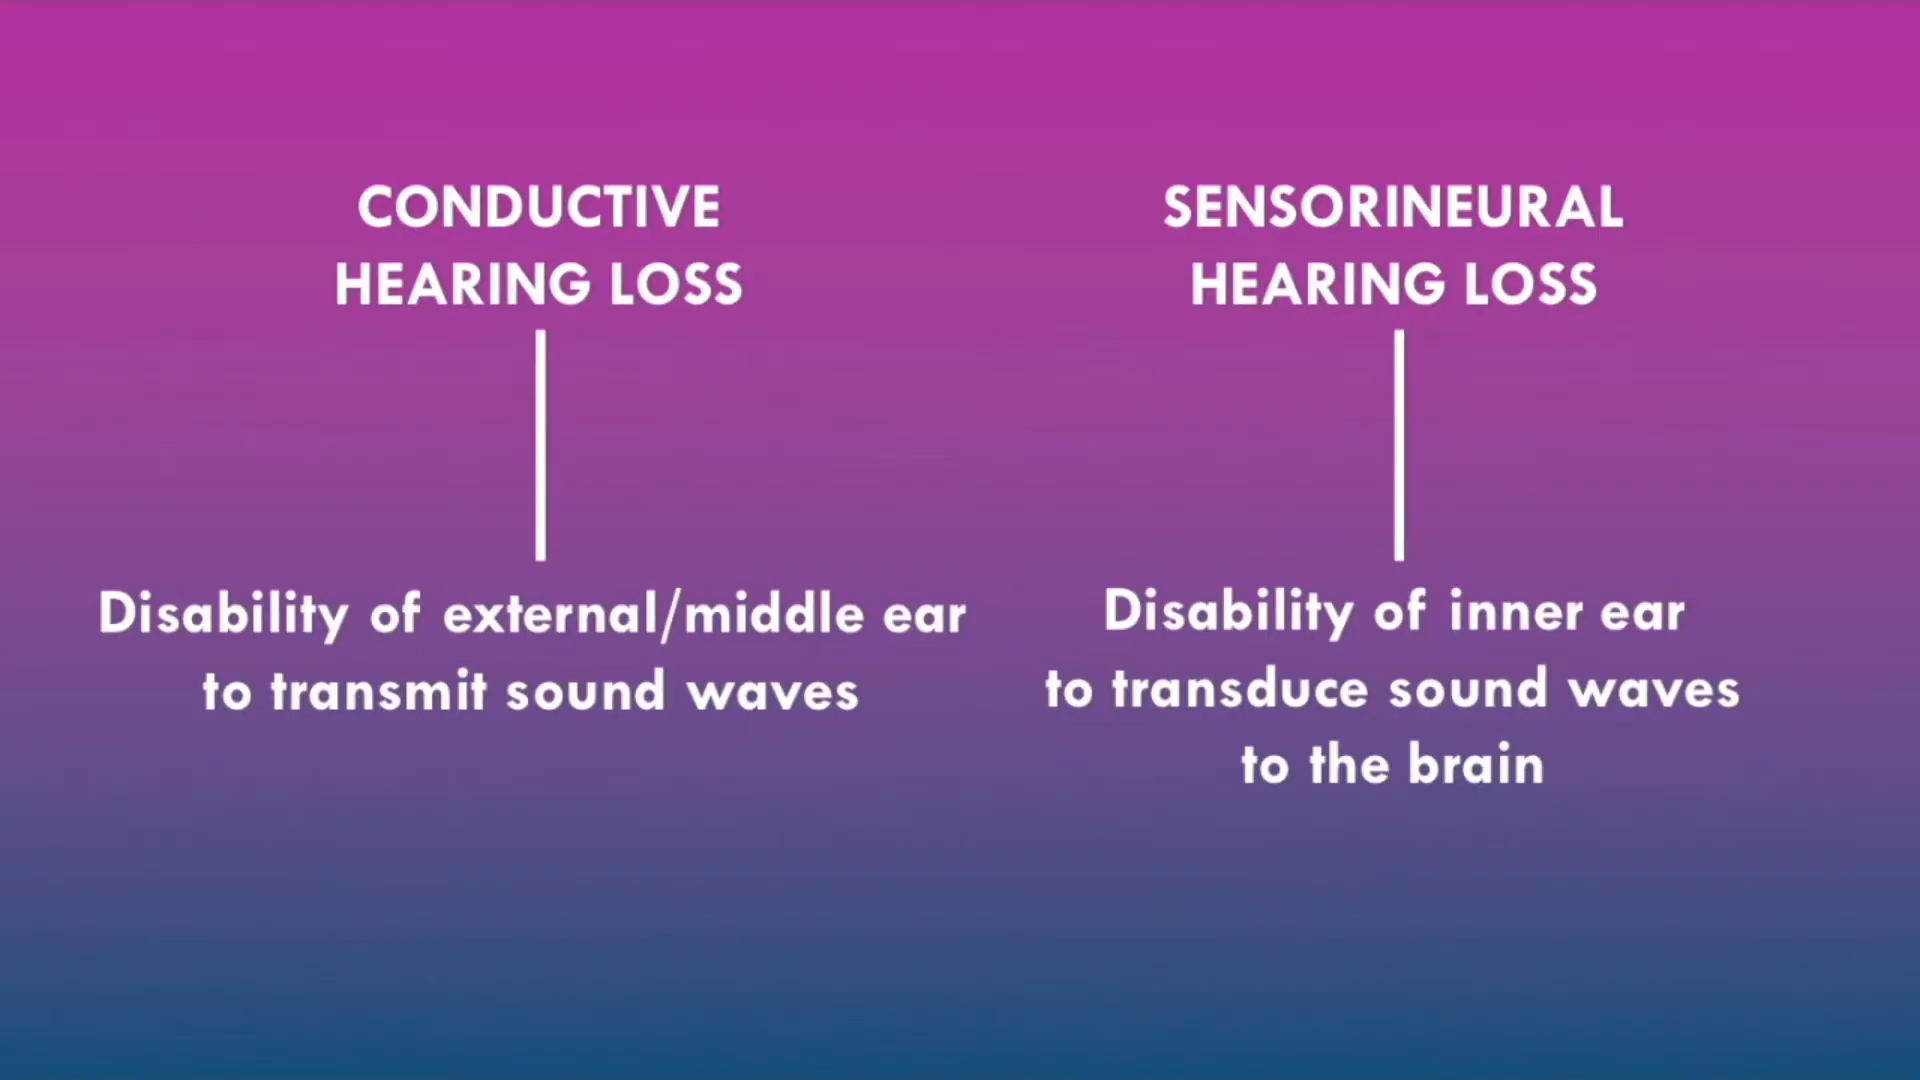 CONDUCTIVE
HEARING LOSS
Disability of external/middle ear
to transmit sound waves
SENSORINEURAL
HEARING LOSS
Disability of inner ear
to transduce sound waves
to the brain